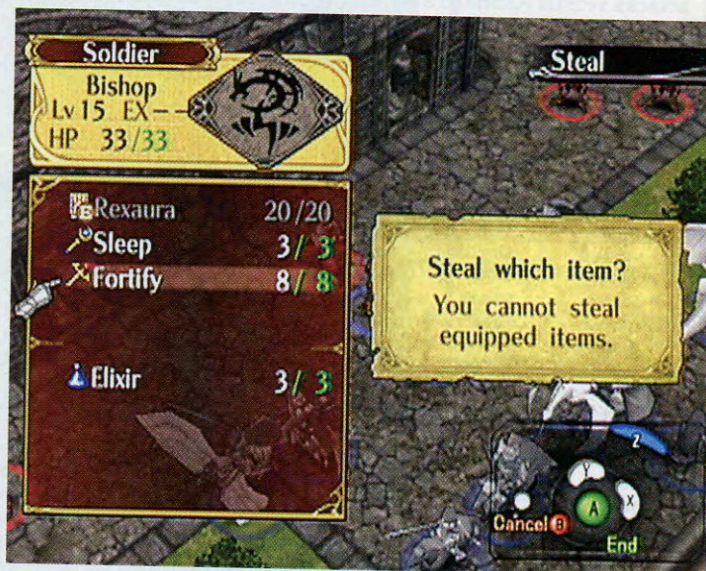 Soldier
Bishop
Lv 15 EX --
HP 33/33
Steal
E Rexaura 20/20
Sleep 3/ 3
Fortify 8/ 8
Elixir 3/ 3
Steal which item?
You cannot steal
equipped items.
Z
Y
X
A
Cancel B
End